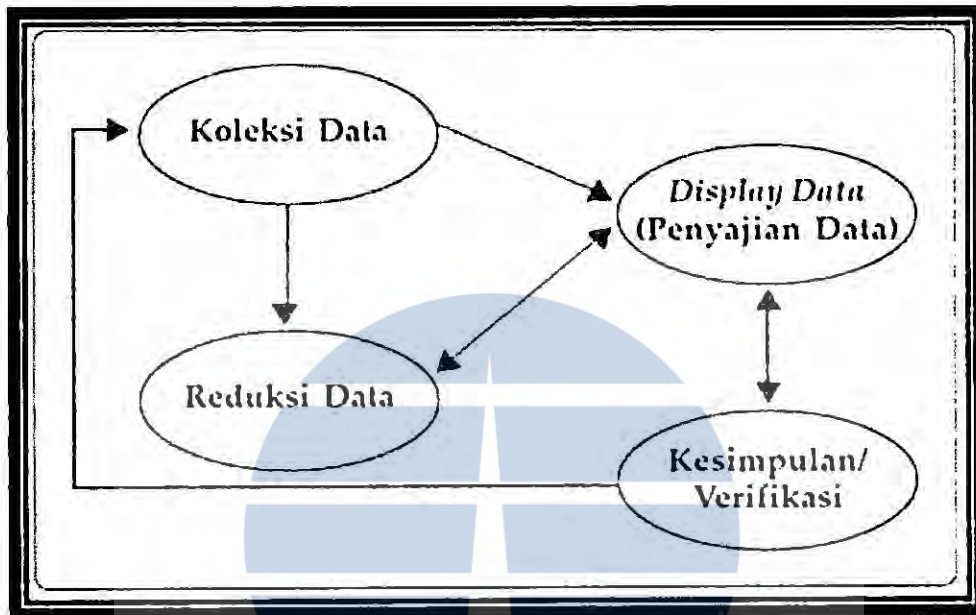 Koleksi Data
Display Data
(Penyajian Data)
Reduksi Data
Kesimpulan/
Verifikasi